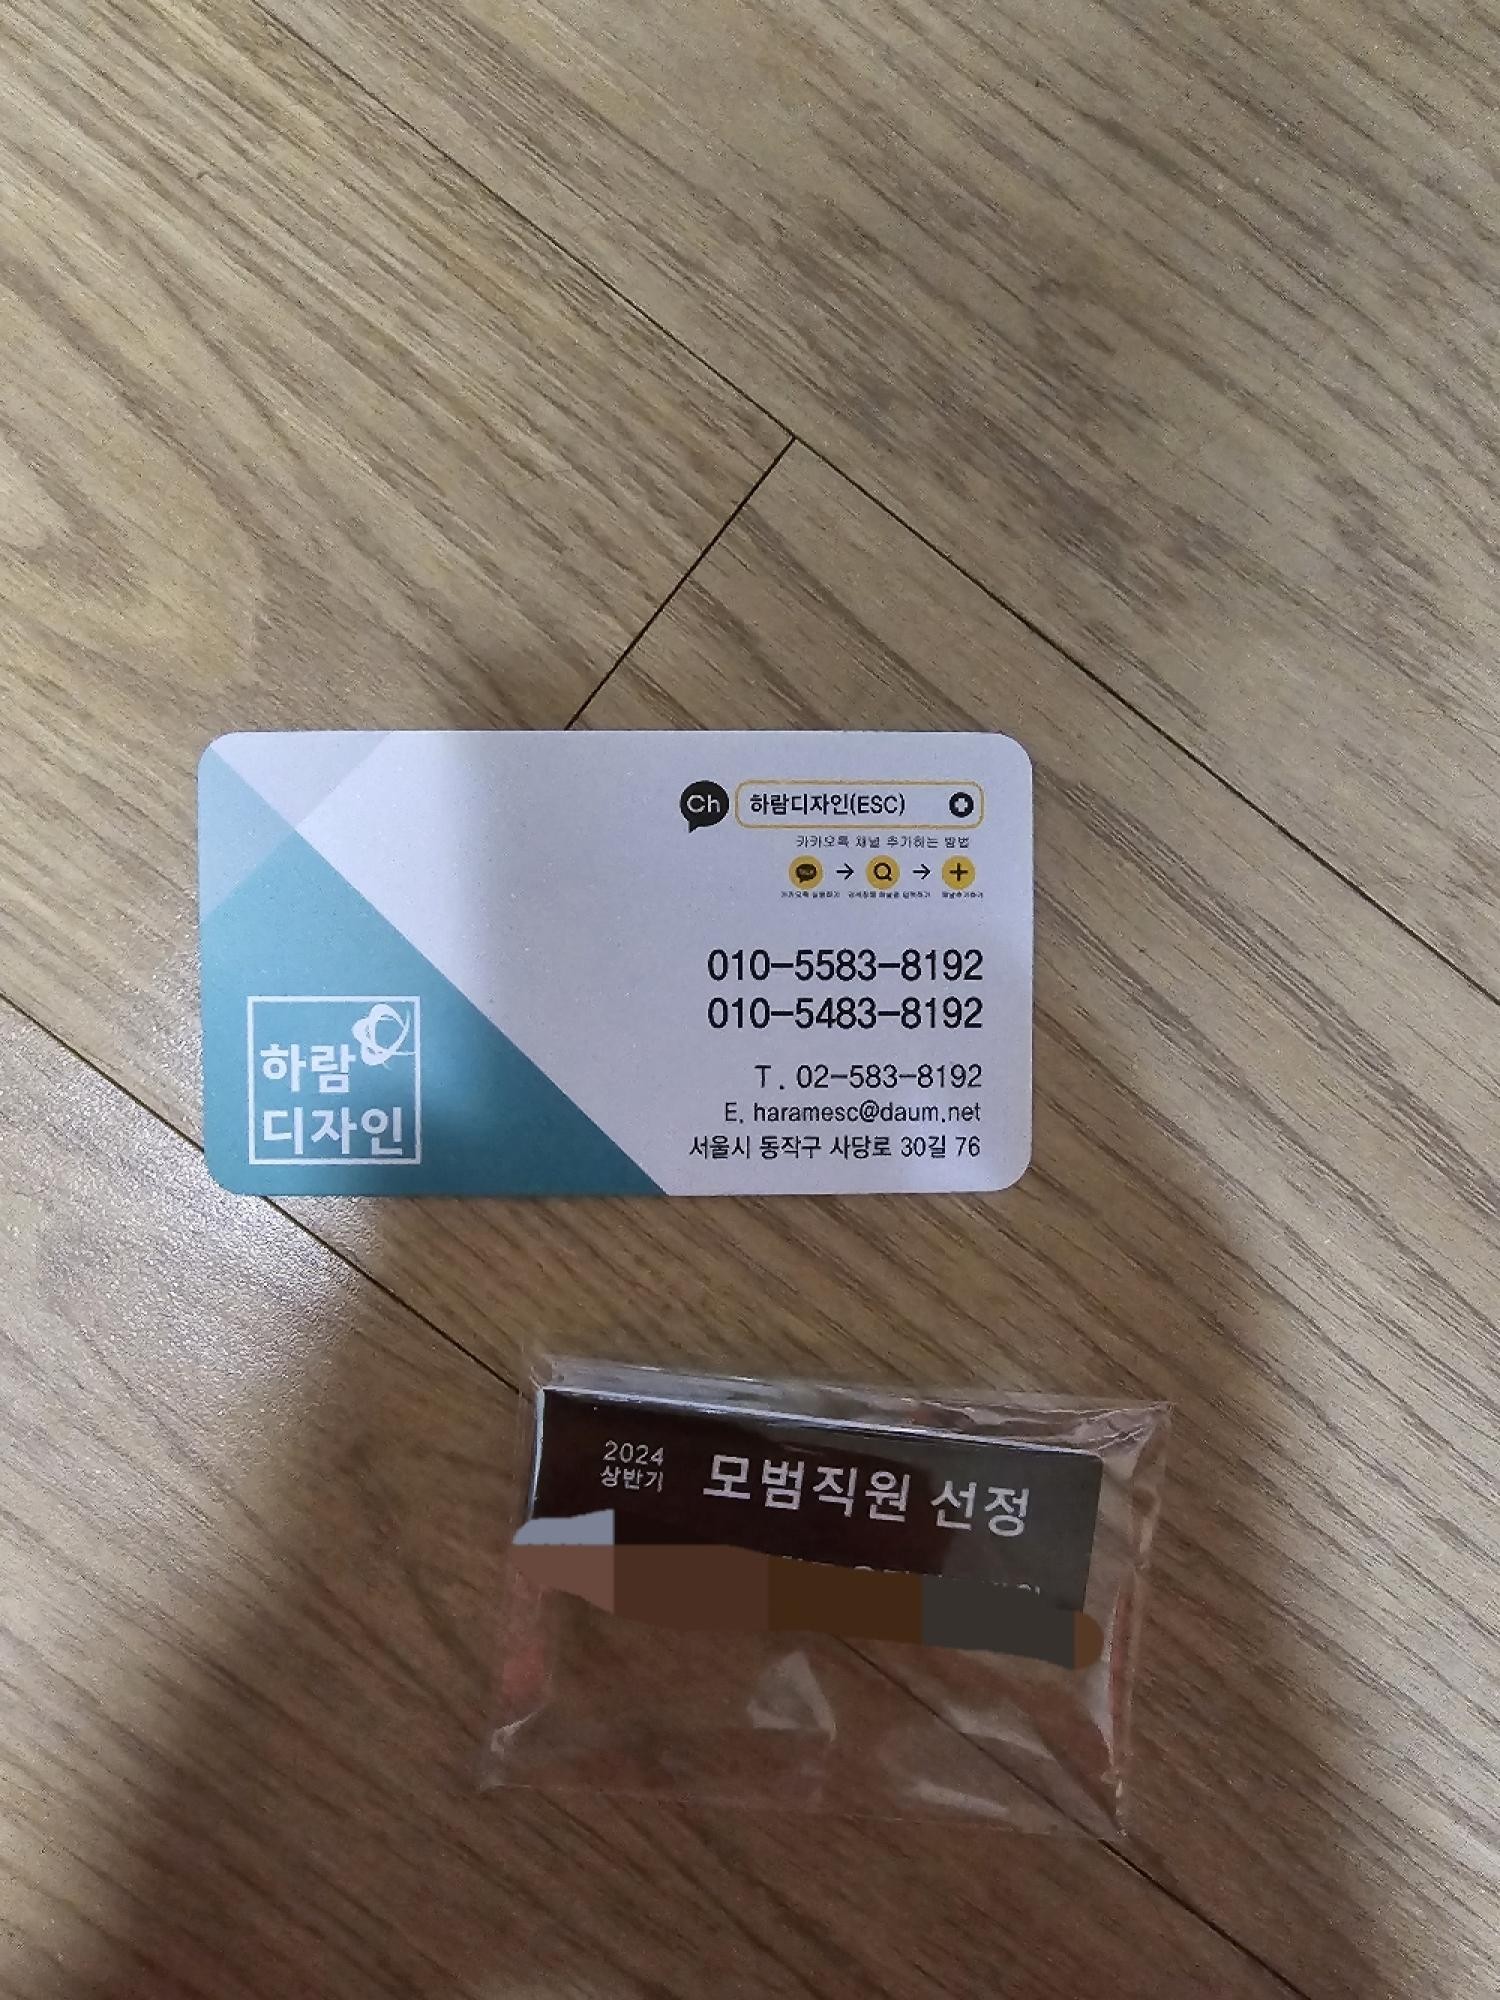 Ch 하람디자인(ESC)
카카오톡 채널 추가하는 방법
010-5583-8192
010-5483-8192
T. 02-583-8192
E. haramesc@daum.net
서울시 동작구 사당로 30길 76
하람
디자인
2024
상반기
모범직원 선정